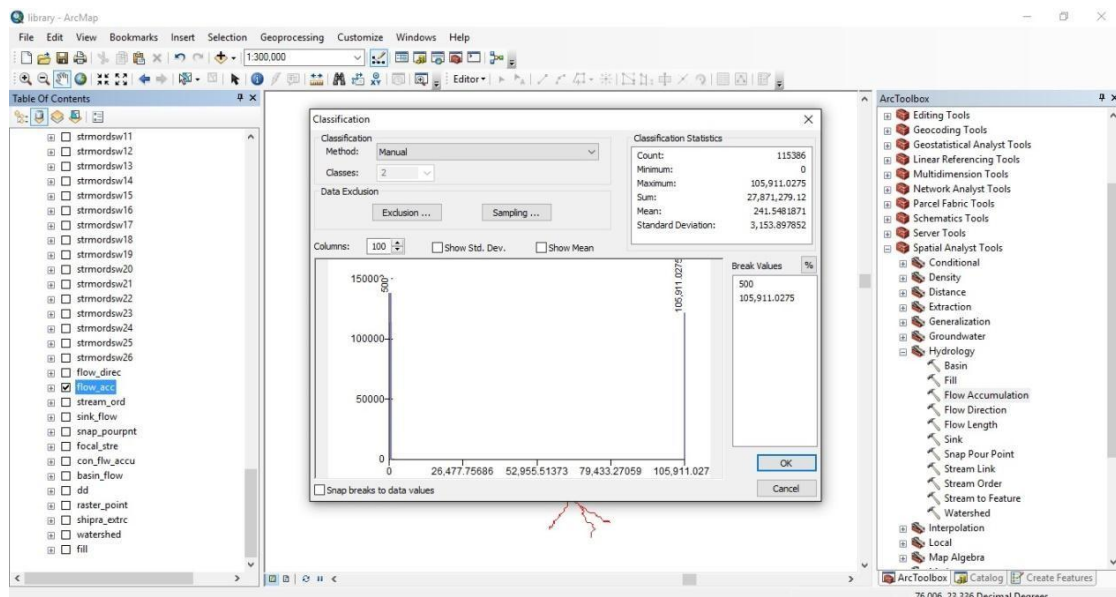 library - ArcMap
File Edit View Bookmarks Insert Selection Geoprocessing Customize Windows Help
1:300,000
Editor
Table Of Contents
strmordsw11
strmordsw12
strmordsw13
strmordsw14
strmordsw15
strmordsw16
strmordsw17
strmordsw18
strmordsw19
strmordsw20
strmordsw21
strmordsw22
strmordsw23
strmordsw24
strmordsw25
strmordsw26
flow_direc
flow_acc
stream_ord
sink_flow
snap_pourpnt
focal_stre
con_flw_accu
basin_flow
dd
raster_point
shipra_extrc
watershed
fill
Classification
Classification
Method: Manual
Classes: 2
Data Exclusion
Exclusion ... Sampling ...
Classification Statistics
Count: 115386
Minimum: 0
Maximum: 105,911.0275
Sum: 27,871,279.12
Mean: 241.5481871
Standard Deviation: 3,153.897852
Columns: 100 Show Std. Dev. Show Mean
Break Values %
500
105,911.0275
500
105,911.0275
150000
100000
50000
0
0 26,477.75686 52,955.51373 79,433.27059 105,911.027
Snap breaks to data values
OK
Cancel
ArcToolbox
Editing Tools
Geocoding Tools
Geostatistical Analyst Tools
Linear Referencing Tools
Multidimension Tools
Network Analyst Tools
Parcel Fabric Tools
Schematics Tools
Server Tools
Spatial Analyst Tools
Conditional
Density
Distance
Extraction
Generalization
Groundwater
Hydrology
Basin
Fill
Flow Accumulation
Flow Direction
Flow Length
Sink
Snap Pour Point
Stream Link
Stream Order
Stream to Feature
Watershed
Interpolation
Local
Map Algebra
ArcToolbox Catalog Create Features
76.006 23.336 Decimal Degrees